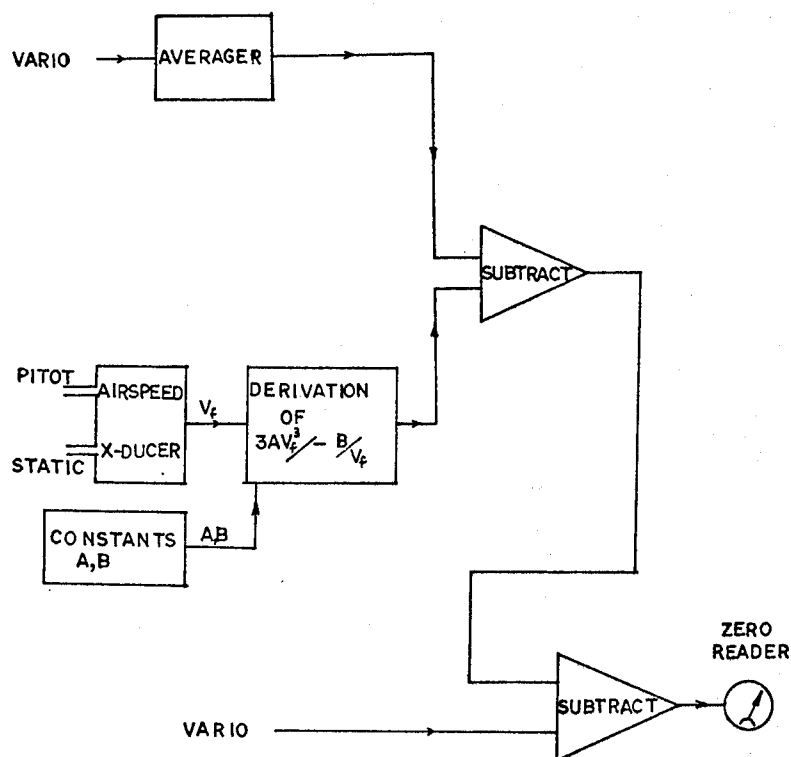 VARIO
AVERAGER
SUBTRACT
PITOT
STATIC
AIRSPEED
X-DUCER
Vf
DERIVATION
OF
3AVf³/ - B/Vf
CONSTANTS
A,B
A,B
ZERO
READER
SUBTRACT
VARIO